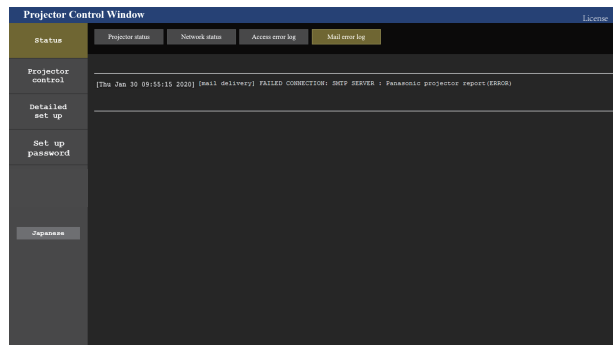 Projector Control Window
License
Status
Projector status
Network status
Access error log
Mail error log
Projector
control
[Thu Jan 30 09:55:15 2020] [mail delivery] FAILED CONNECTION: SMTP SERVER : Panasonic projector report(ERROR)
Detailed
set up
Set up
password
Japanese